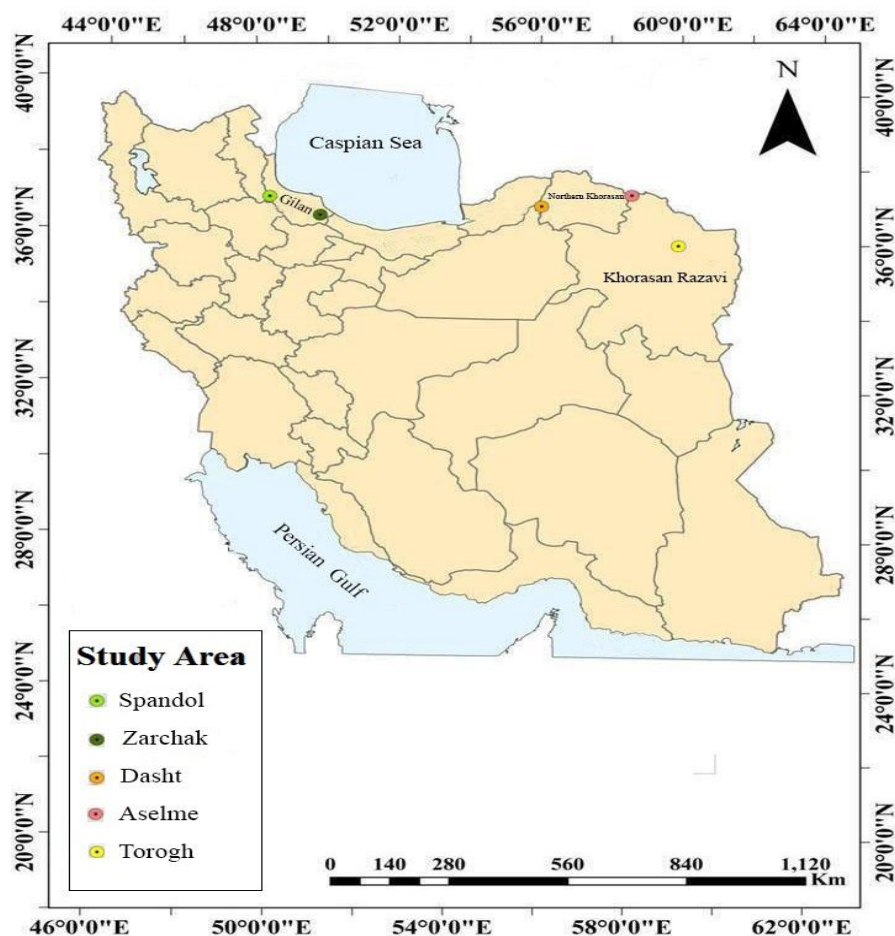 44°0'0"E 48°0'0"E 52°0'0"E 56°0'0"E 60°0'0"E 64°0'0"E
N
40°0'0"N
40°0'0"N
Caspian Sea
Gilan
Northern Khorasan
36°0'0"N
36°0'0"N
Khorasan Razavi
32°0'0"N
32°0'0"N
28°0'0"N
28°0'0"N
Persian Gulf
24°0'0"N
24°0'0"N
20°0'0"N
20°0'0"N
Study Area
Spandol
Zarchak
Dasht
Aselme
Torogh
0 140 280 560 840 1,120
Km
46°0'0"E 50°0'0"E 54°0'0"E 58°0'0"E 62°0'0"E